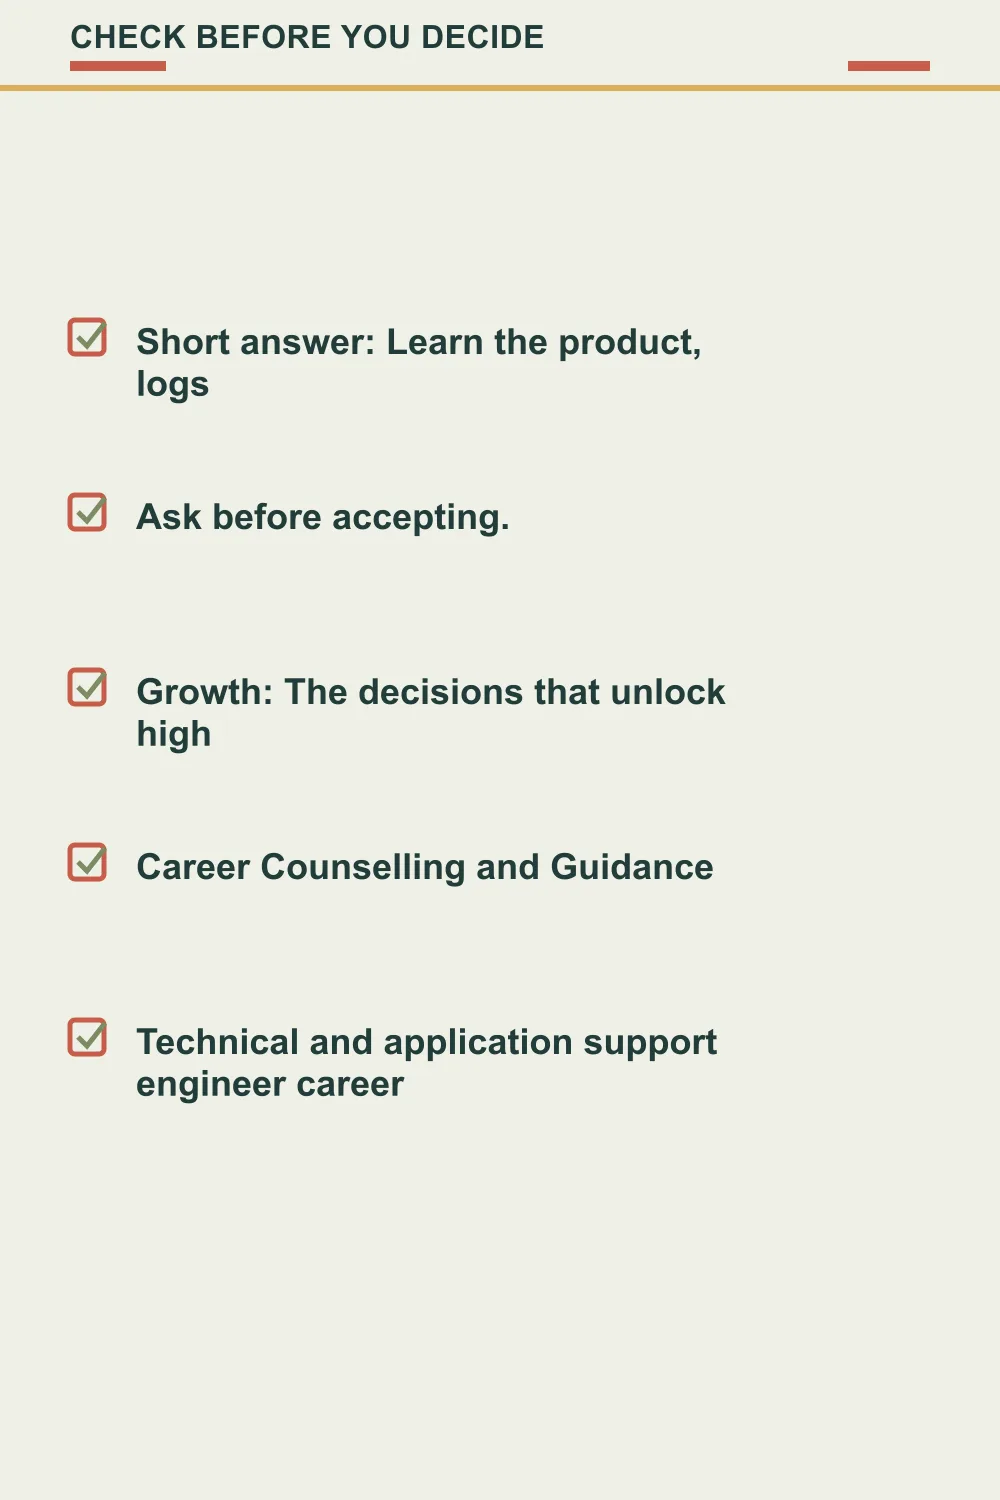 CHECK BEFORE YOU DECIDE
Short answer: Learn the product,
logs
Ask before accepting.
Growth: The decisions that unlock
high
Career Counselling and Guidance
Technical and application support
engineer career